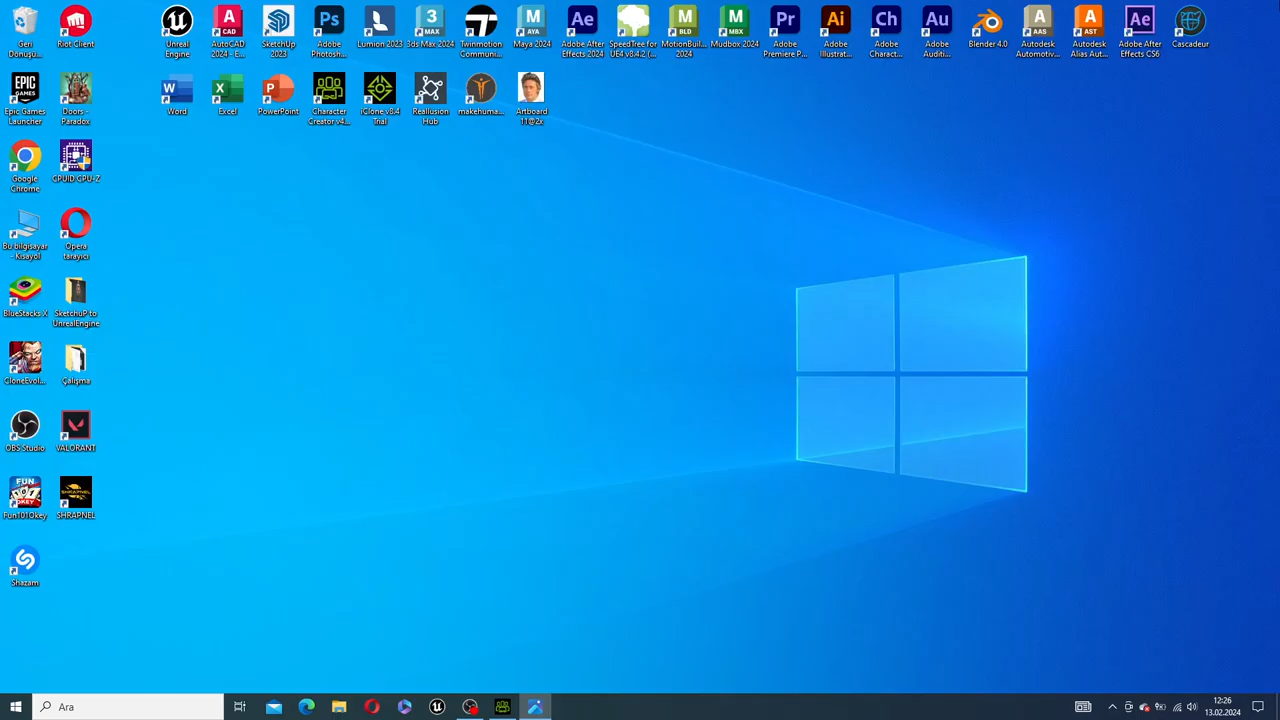 Geri Dönüşü...
Riot Client
Unreal Engine
AutoCAD 2024 - E...
SketchUp 2023
Adobe Photosh...
Lumion 2023
3ds Max 2024
Twinmotion Communi...
Maya 2024
Adobe After Effects 2024
SpeedTree for UE4 v8.4.2 (...
MotionBuil... 2024
Mudbox 2024
Adobe Premiere P...
Adobe Illustrat...
Adobe Charact...
Adobe Auditi...
Blender 4.0
Autodesk Automotiv...
Autodesk Alias Aut...
Adobe After Effects CS6
Cascadeur
Epic Games Launcher
Doors - Paradox
Word
Excel
PowerPoint
Character Creator v4...
iClone v8.4 Trial
Reallusion Hub
makehuma...
Artboard 11@2x
Google Chrome
CPUID CPU-Z
Bu bilgisayar - Kısayol
Opera tarayıcı
BlueStacks X
SketchUp to UnrealEngine
CloneEvol...
Çalışma
OBS Studio
VALORANT
Fun101Okey
SHRAPNEL
Shazam
Ara
12:26
13.02.2024